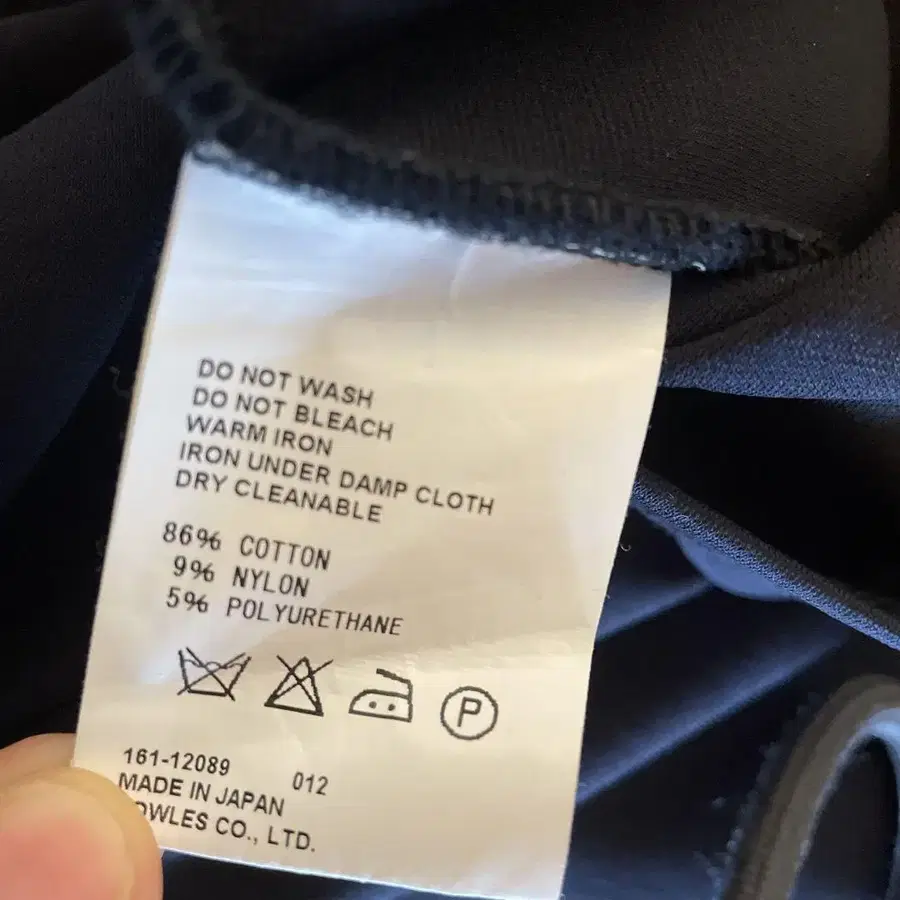 DO NOT WASH
DO NOT BLEACH
WARM IRON
IRON UNDER DAMP CLOTH
DRY CLEANABLE
86% COTTON
9% NYLON
5% POLYURETHANE
P
161-12089 012
MADE IN JAPAN
CO., LTD.